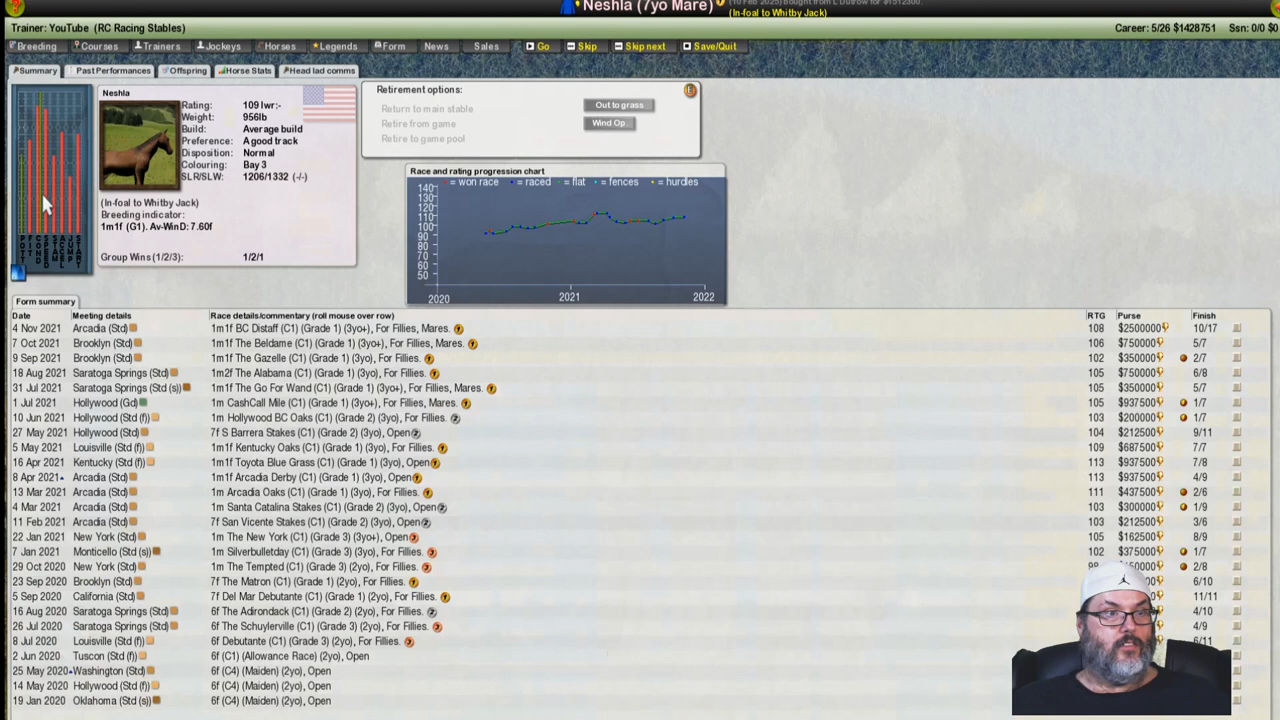 Neshla (7yo Mare)
(10 Feb 2025) Bought from L Dutrow for $1512300.
(In-foal to Whitby Jack)
Trainer: YouTube (RC Racing Stables)
Career: 5/26 $1428751 Ssn: 0/0 $0
Breeding Courses Trainers Jockeys Horses Legends Form News Sales Go Skip Skip next Save/Quit
Summary Past Performances Offspring Horse Stats Head lad comms
Neshla
Rating: 109 lwr:-
Weight: 956lb
Build: Average build
Preference: A good track
Disposition: Normal
Colouring: Bay 3
SLR/SLW: 1206/1332 (-/-)
(In-foal to Whitby Jack)
Breeding indicator:
1m1f (G1). Av-WinD: 7.60f
Group Wins (1/2/3): 1/2/1
Retirement options:
Return to main stable
Retire from game
Retire to game pool
Out to grass
Wind Op.
Race and rating progression chart
= won race = raced = flat = fences = hurdles
140
130
120
110
100
90
80
70
60
50
2020 2021 2022
Form summary
Date Meeting details Race details/commentary (roll mouse over row) RTG Purse Finish
4 Nov 2021 Arcadia (Std) 1m1f BC Distaff (C1) (Grade 1) (3yo+), For Fillies, Mares. 108 $2500000 10/17
7 Oct 2021 Brooklyn (Std) 1m1f The Beldame (C1) (Grade 1) (3yo+), For Fillies, Mares. 106 $750000 5/7
9 Sep 2021 Brooklyn (Std) 1m1f The Gazelle (C1) (Grade 1) (3yo), For Fillies. 102 $350000 2/7
18 Aug 2021 Saratoga Springs (Std) 1m2f The Alabama (C1) (Grade 1) (3yo), For Fillies. 105 $750000 6/8
31 Jul 2021 Saratoga Springs (Std (s)) 1m1f The Go For Wand (C1) (Grade 1) (3yo+), For Fillies, Mares. 105 $350000 5/7
1 Jul 2021 Hollywood (Gd) 1m CashCall Mile (C1) (Grade 1) (3yo+), For Fillies, Mares. 105 $937500 1/7
10 Jun 2021 Hollywood (Std (f)) 1m Hollywood BC Oaks (C1) (Grade 2) (3yo), For Fillies. 103 $200000 1/7
27 May 2021 Hollywood (Std) 7f S Barrera Stakes (C1) (Grade 2) (3yo), Open 104 $212500 9/11
5 May 2021 Louisville (Std (f)) 1m1f Kentucky Oaks (C1) (Grade 1) (3yo), For Fillies. 109 $687500 7/7
16 Apr 2021 Kentucky (Std (f)) 1m1f Toyota Blue Grass (C1) (Grade 1) (3yo), Open 113 $937500 7/8
8 Apr 2021 Arcadia (Std) 1m1f Arcadia Derby (C1) (Grade 1) (3yo), Open 113 $937500 4/9
13 Mar 2021 Arcadia (Std) 1m Arcadia Oaks (C1) (Grade 1) (3yo), For Fillies. 111 $437500 2/6
4 Mar 2021 Arcadia (Std) 1m Santa Catalina Stakes (C1) (Grade 2) (3yo), Open 103 $300000 1/9
11 Feb 2021 Arcadia (Std) 7f San Vicente Stakes (C1) (Grade 2) (3yo), Open 103 $212500 3/6
22 Jan 2021 New York (Std) 1m The New York (C1) (Grade 3) (3yo+), Open 105 $162500 8/9
7 Jan 2021 Monticello (Std (s)) 1m Silverbulletday (C1) (Grade 3) (3yo), For Fillies. 102 $375000 1/7
29 Oct 2020 New York (Std) 1m The Tempted (C1) (Grade 3) (2yo), For Fillies. 2/8
23 Sep 2020 Brooklyn (Std) 7f The Matron (C1) (Grade 1) (2yo), For Fillies. 6/10
5 Sep 2020 California (Std) 7f Del Mar Debutante (C1) (Grade 1) (2yo), For Fillies. 11/11
16 Aug 2020 Saratoga Springs (Std) 6f The Adirondack (C1) (Grade 2) (2yo), For Fillies. 4/10
26 Jul 2020 Saratoga Springs (Std) 6f The Schuylerville (C1) (Grade 3) (2yo), For Fillies. 4/9
8 Jul 2020 Louisville (Std (f)) 6f Debutante (C1) (Grade 3) (2yo), For Fillies. 6/11
2 Jun 2020 Tuscon (Std (f)) 6f (C1) (Allowance Race) (2yo), Open
25 May 2020 Washington (Std) 6f (C4) (Maiden) (2yo), Open
14 May 2020 Hollywood (Std (f)) 6f (C4) (Maiden) (2yo), Open
19 Jan 2020 Oklahoma (Std (s)) 6f (C4) (Maiden) (2yo), Open